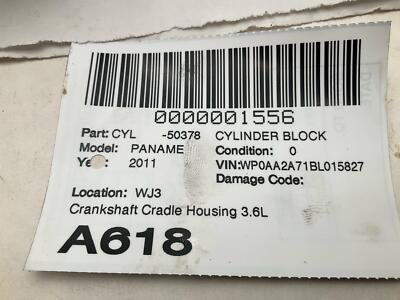 0000001556
Part: CYL -50378 CYLINDER BLOCK
Model: PANAME Condition: 0
Year: 2011 VIN:WP0AA2A71BL015827
Damage Code:
Location: WJ3
Crankshaft Cradle Housing 3.6L
A618